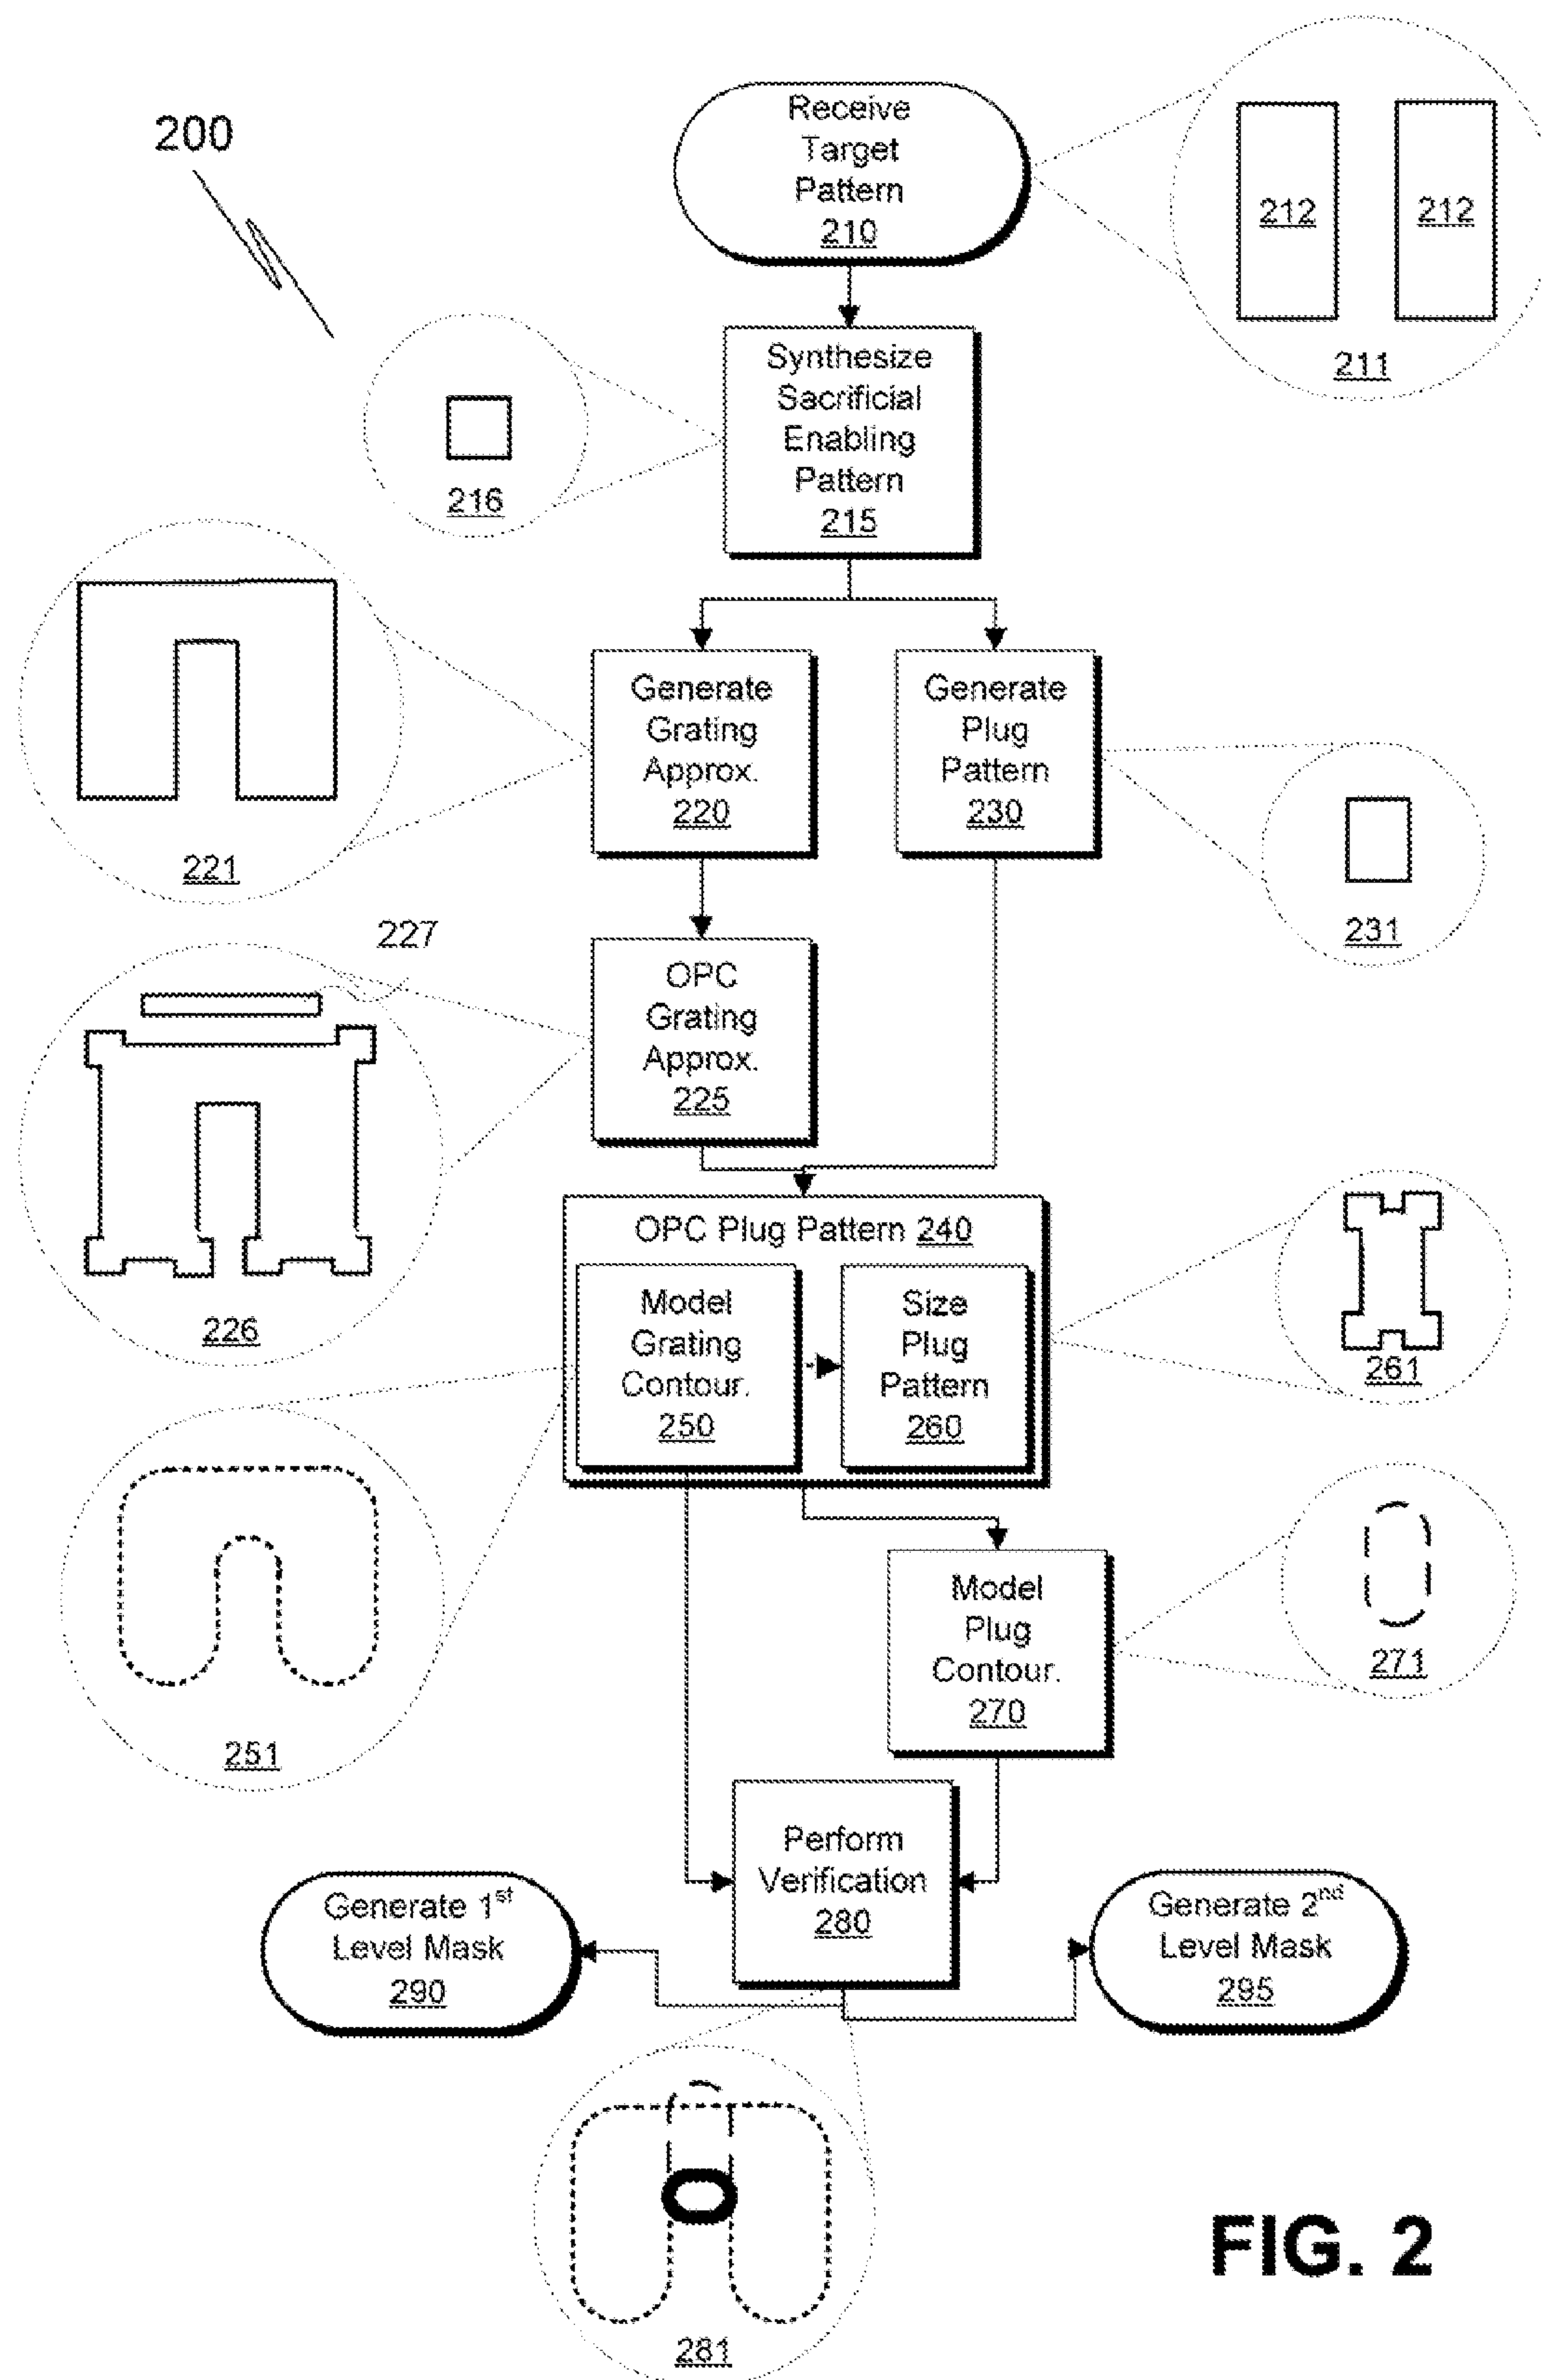 200
Receive
Target
Pattern
210
212
212
211
Synthesize
Sacrificial
Enabling
Pattern
215
216
221
Generate
Grating
Approx.
220
Generate
Plug
Pattern
230
231
227
OPC
Grating
Approx.
225
226
OPC Plug Pattern 240
Model
Grating
Contour.
250
Size
Plug
Pattern
260
261
251
Model
Plug
Contour.
270
271
Perform
Verification
280
Generate 1st
Level Mask
290
Generate 2nd
Level Mask
295
281
FIG. 2